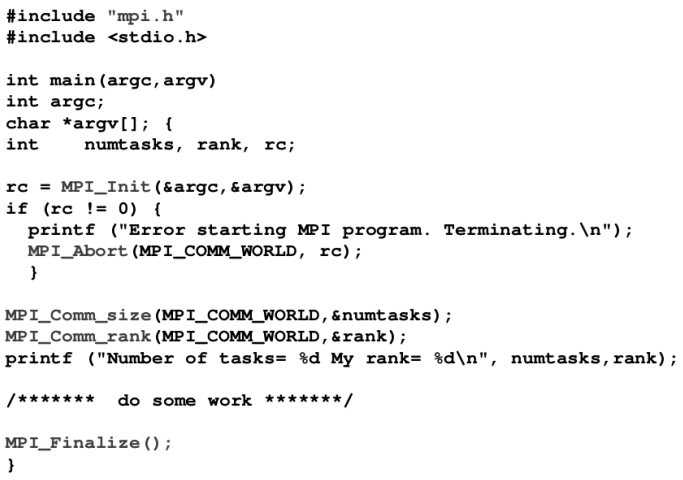 #include "mpi.h"
#include <stdio.h>
int main(argc,argv)
int argc;
char *argv[]; {
int    numtasks, rank, rc;
rc = MPI_Init(&argc,&argv);
if (rc != 0) {
  printf ("Error starting MPI program. Terminating.\n");
  MPI_Abort(MPI_COMM_WORLD, rc);
  }
MPI_Comm_size(MPI_COMM_WORLD,&numtasks);
MPI_Comm_rank(MPI_COMM_WORLD,&rank);
printf ("Number of tasks= %d My rank= %d\n", numtasks,rank);
/*******  do some work *******/
MPI_Finalize();
}